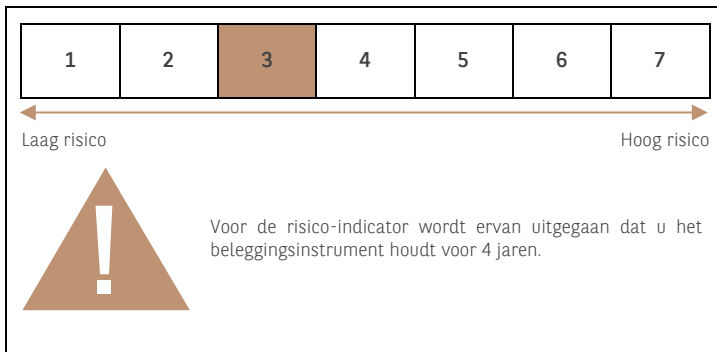 1 2 3 4 5 6 7
Laag risico Hoog risico
!
Voor de risico-indicator wordt ervan uitgegaan dat u het
beleggingsinstrument houdt voor 4 jaren.